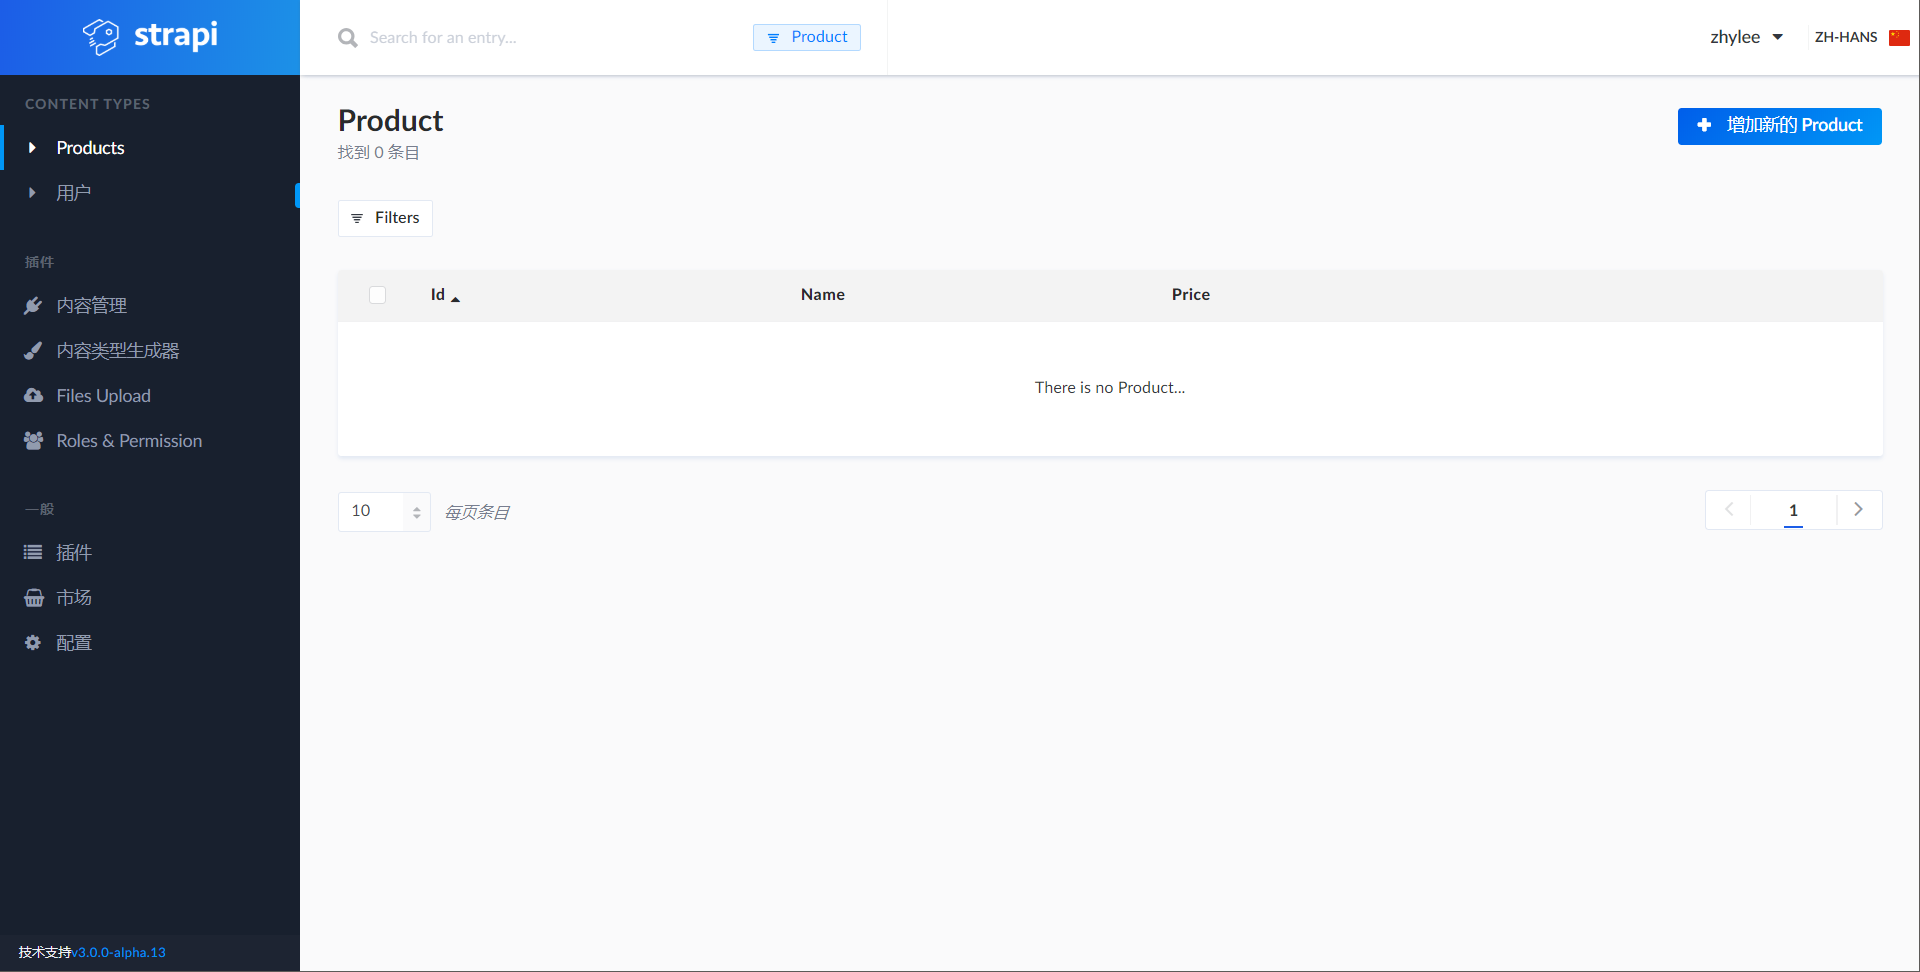 strapi
Search for an entry...
Product
zhylee
ZH-HANS
CONTENT TYPES
Products
用户
插件
内容管理
内容类型生成器
Files Upload
Roles & Permission
一般
插件
市场
配置
技术支持v3.0.0-alpha.13
Product
找到 0 条目
增加新的 Product
Filters
Id Name Price
There is no Product...
10 每页条目
1